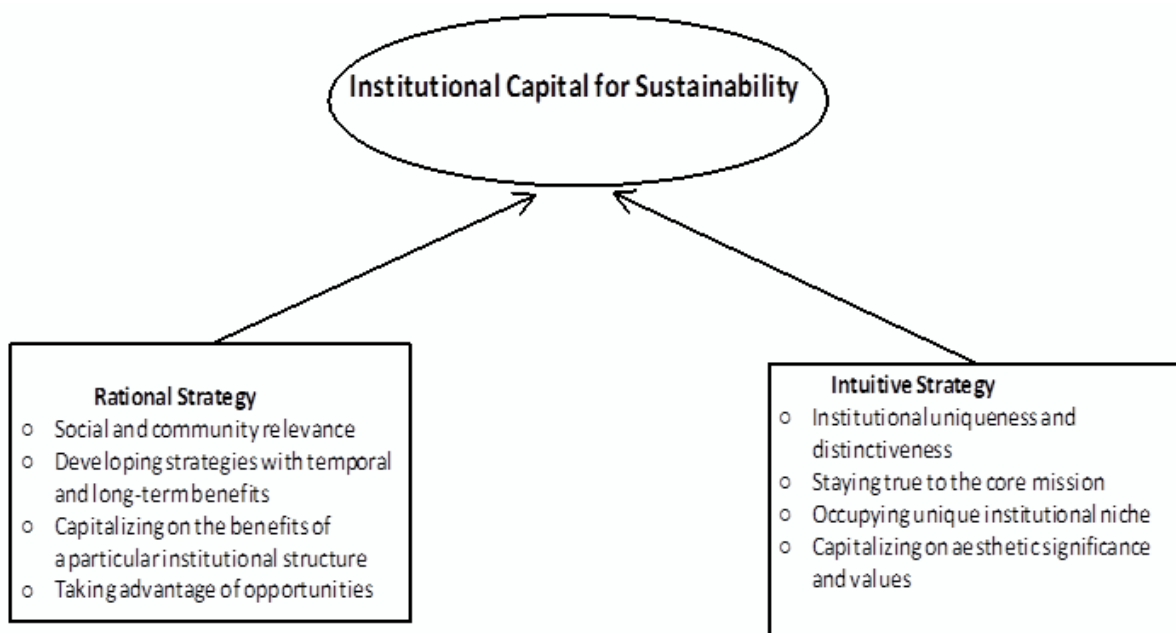 Institutional Capital for Sustainability
Rational Strategy
○ Social and community relevance
○ Developing strategies with temporal
and long-term benefits
○ Capitalizing on the benefits of
a particular institutional structure
○ Taking advantage of opportunities
Intuitive Strategy
○ Institutional uniqueness and
distinctiveness
○ Staying true to the core mission
○ Occupying unique institutional niche
○ Capitalizing on aesthetic significance
and values